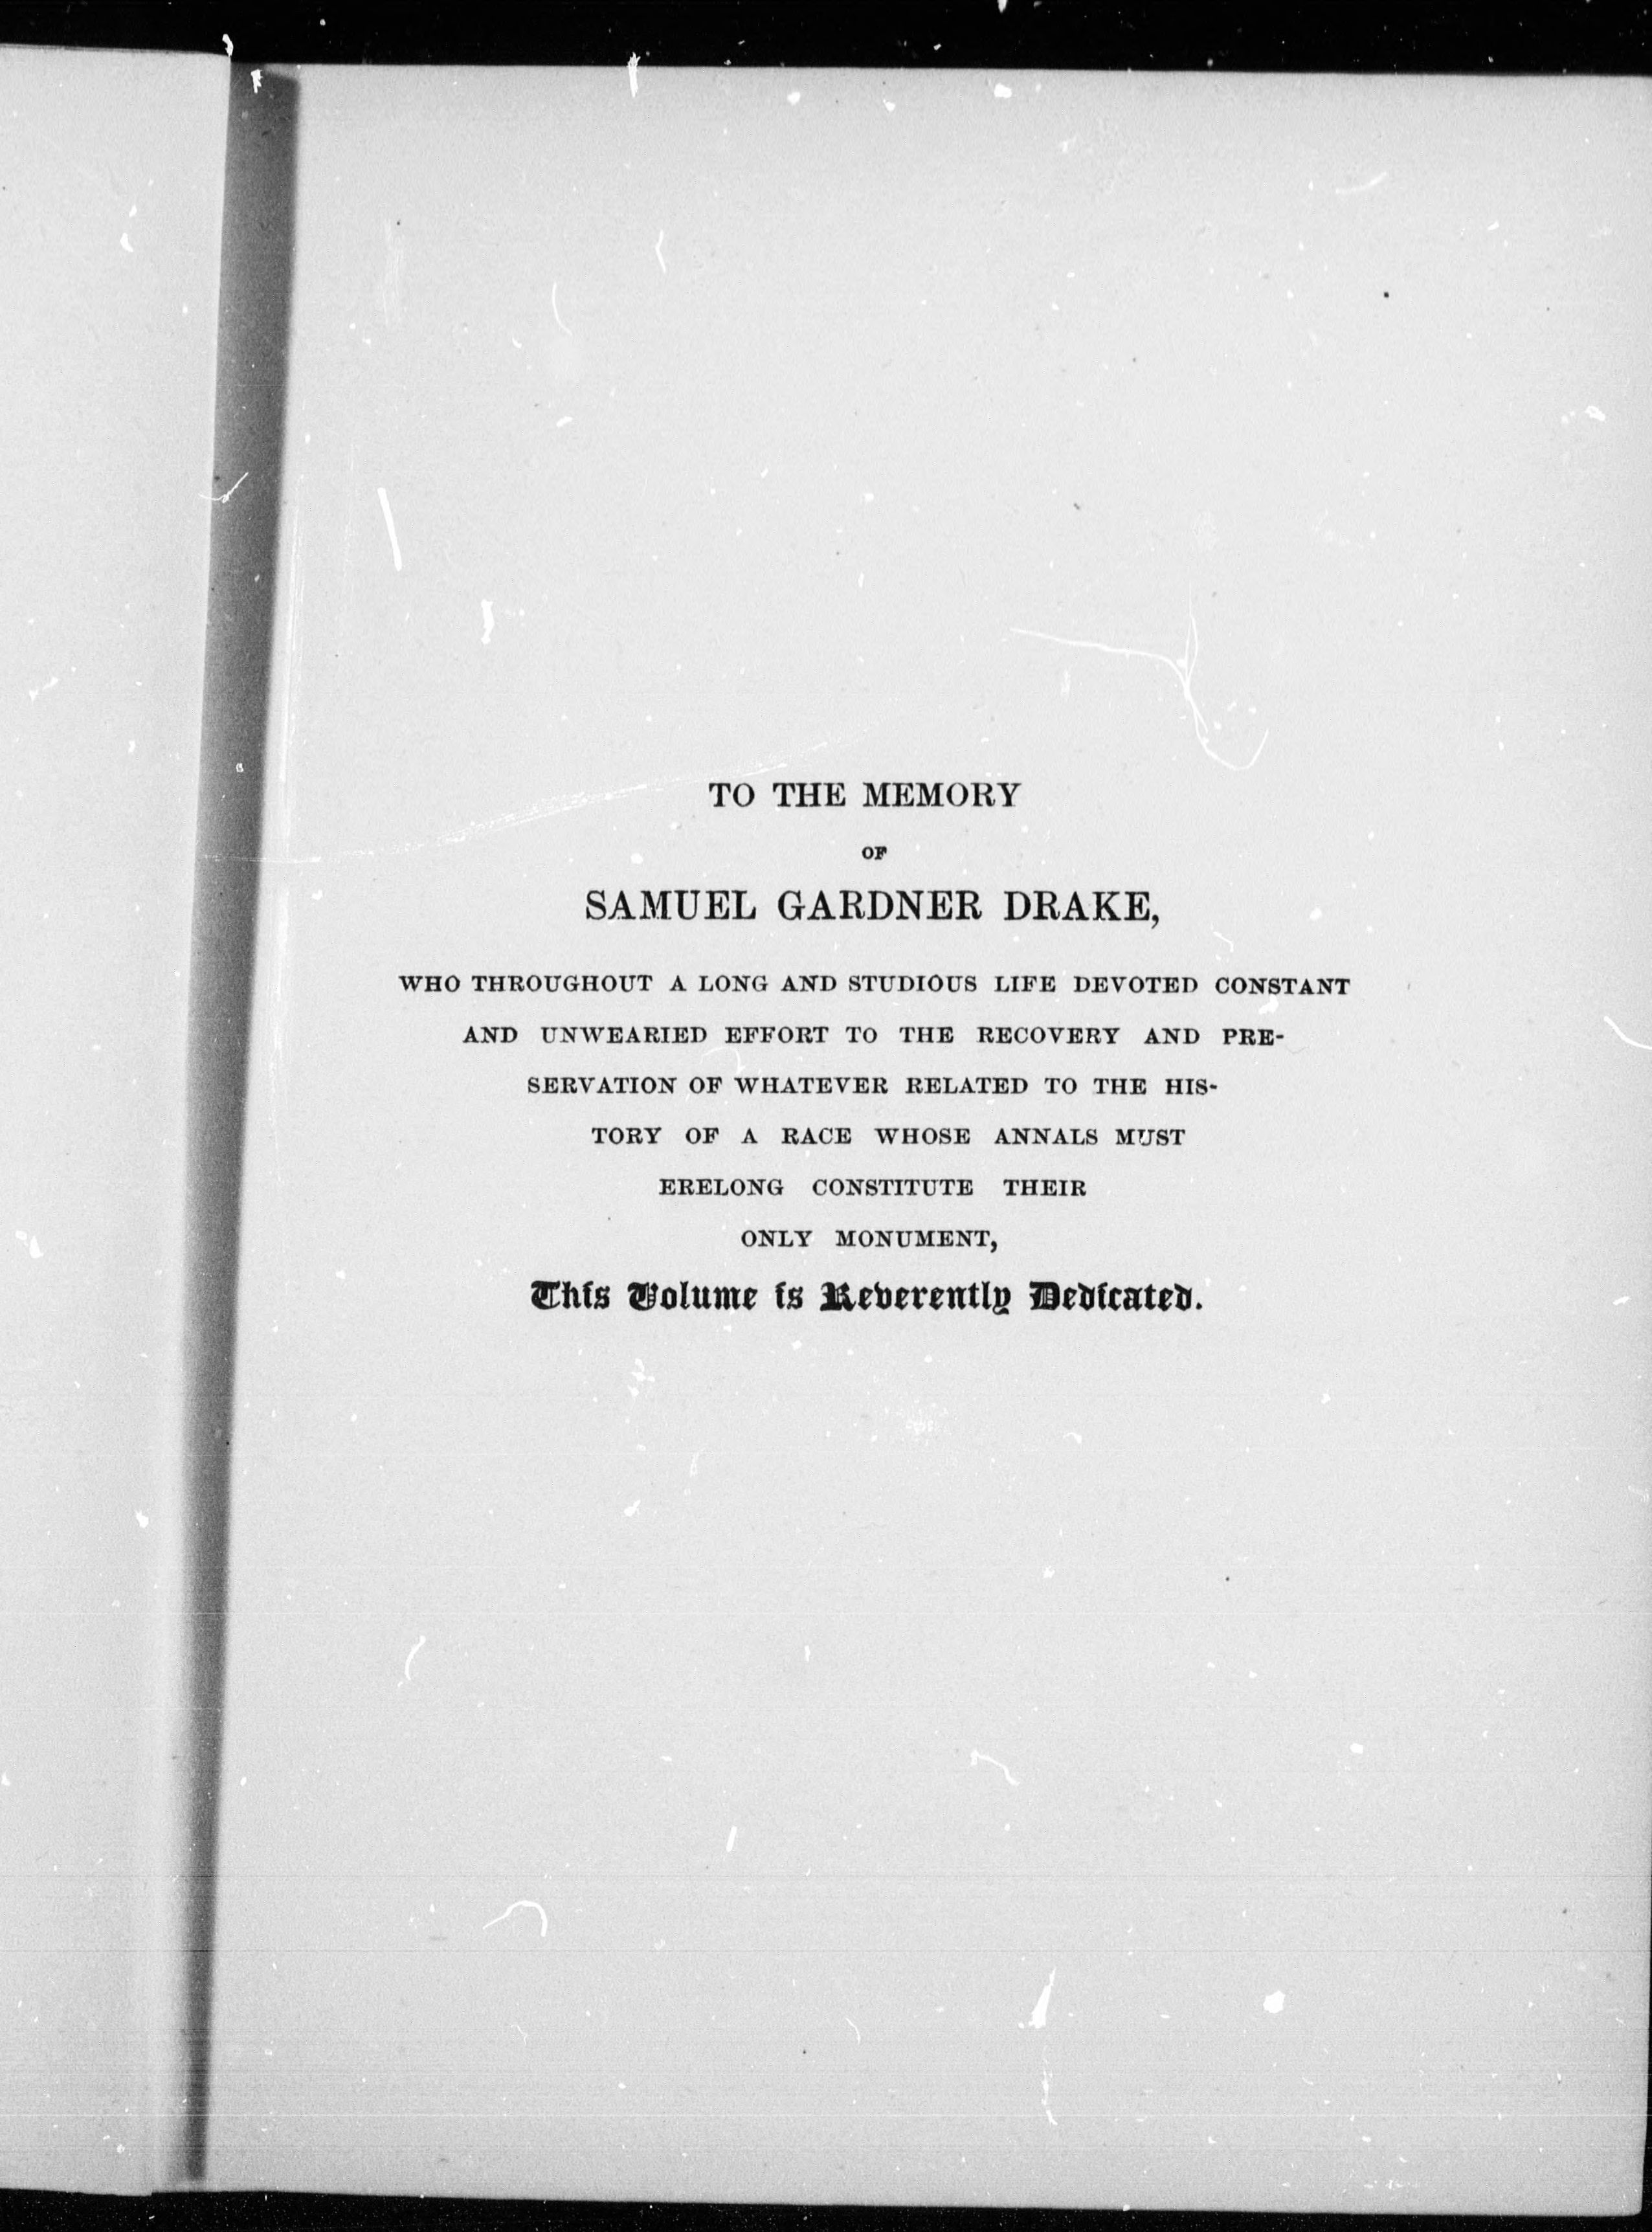 TO THE MEMORY
OF
SAMUEL GARDNER DRAKE,
WHO THROUGHOUT A LONG AND STUDIOUS LIFE DEVOTED CONSTANT
AND UNWEARIED EFFORT TO THE RECOVERY AND PRE-
SERVATION OF WHATEVER RELATED TO THE HIS-
TORY OF A RACE WHOSE ANNALS MUST
ERELONG CONSTITUTE THEIR
ONLY MONUMENT,
This Volume is Reverently Dedicated.